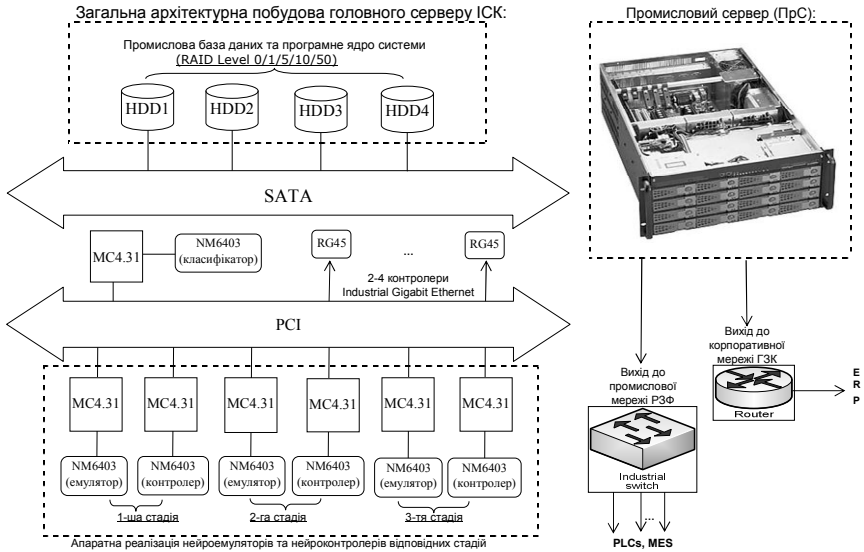 Загальна архітектурна побудова головного серверу ІСК:
Промислова база даних та програмне ядро системи
(RAID Level 0/1/5/10/50)
HDD1
HDD2
HDD3
HDD4
SATA
MC4.31
NM6403
(класифікатор)
RG45
...
RG45
2-4 контролери
Industrial Gigabit Ethernet
PCI
MC4.31
MC4.31
MC4.31
MC4.31
MC4.31
MC4.31
NM6403
(емулятор)
NM6403
(контролер)
NM6403
(емулятор)
NM6403
(контролер)
NM6403
(емулятор)
NM6403
(контролер)
1-ша стадія
2-га стадія
3-тя стадія
Апаратна реалізація нейроемуляторів та нейроконтролерів відповідних стадій
Промисловий сервер (ПрС):
Вихід до
корпоративної
мережі ГЗК
Router
E
R
P
Вихід до
промислової
мережі РЗФ
Industrial
switch
...
PLCs, MES